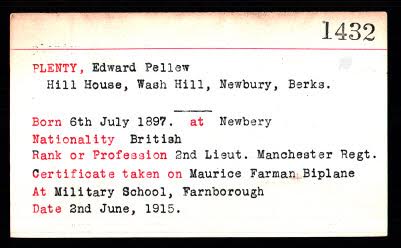 1432
PLENTY, Edward Pellew
Hill House, Wash Hill, Newbury, Berks.
Born 6th July 1897. at Newbery
Nationality British
Rank or Profession 2nd Lieut. Manchester Regt.
Certificate taken on Maurice Farman Biplane
At Military School, Farnborough
Date 2nd June, 1915.